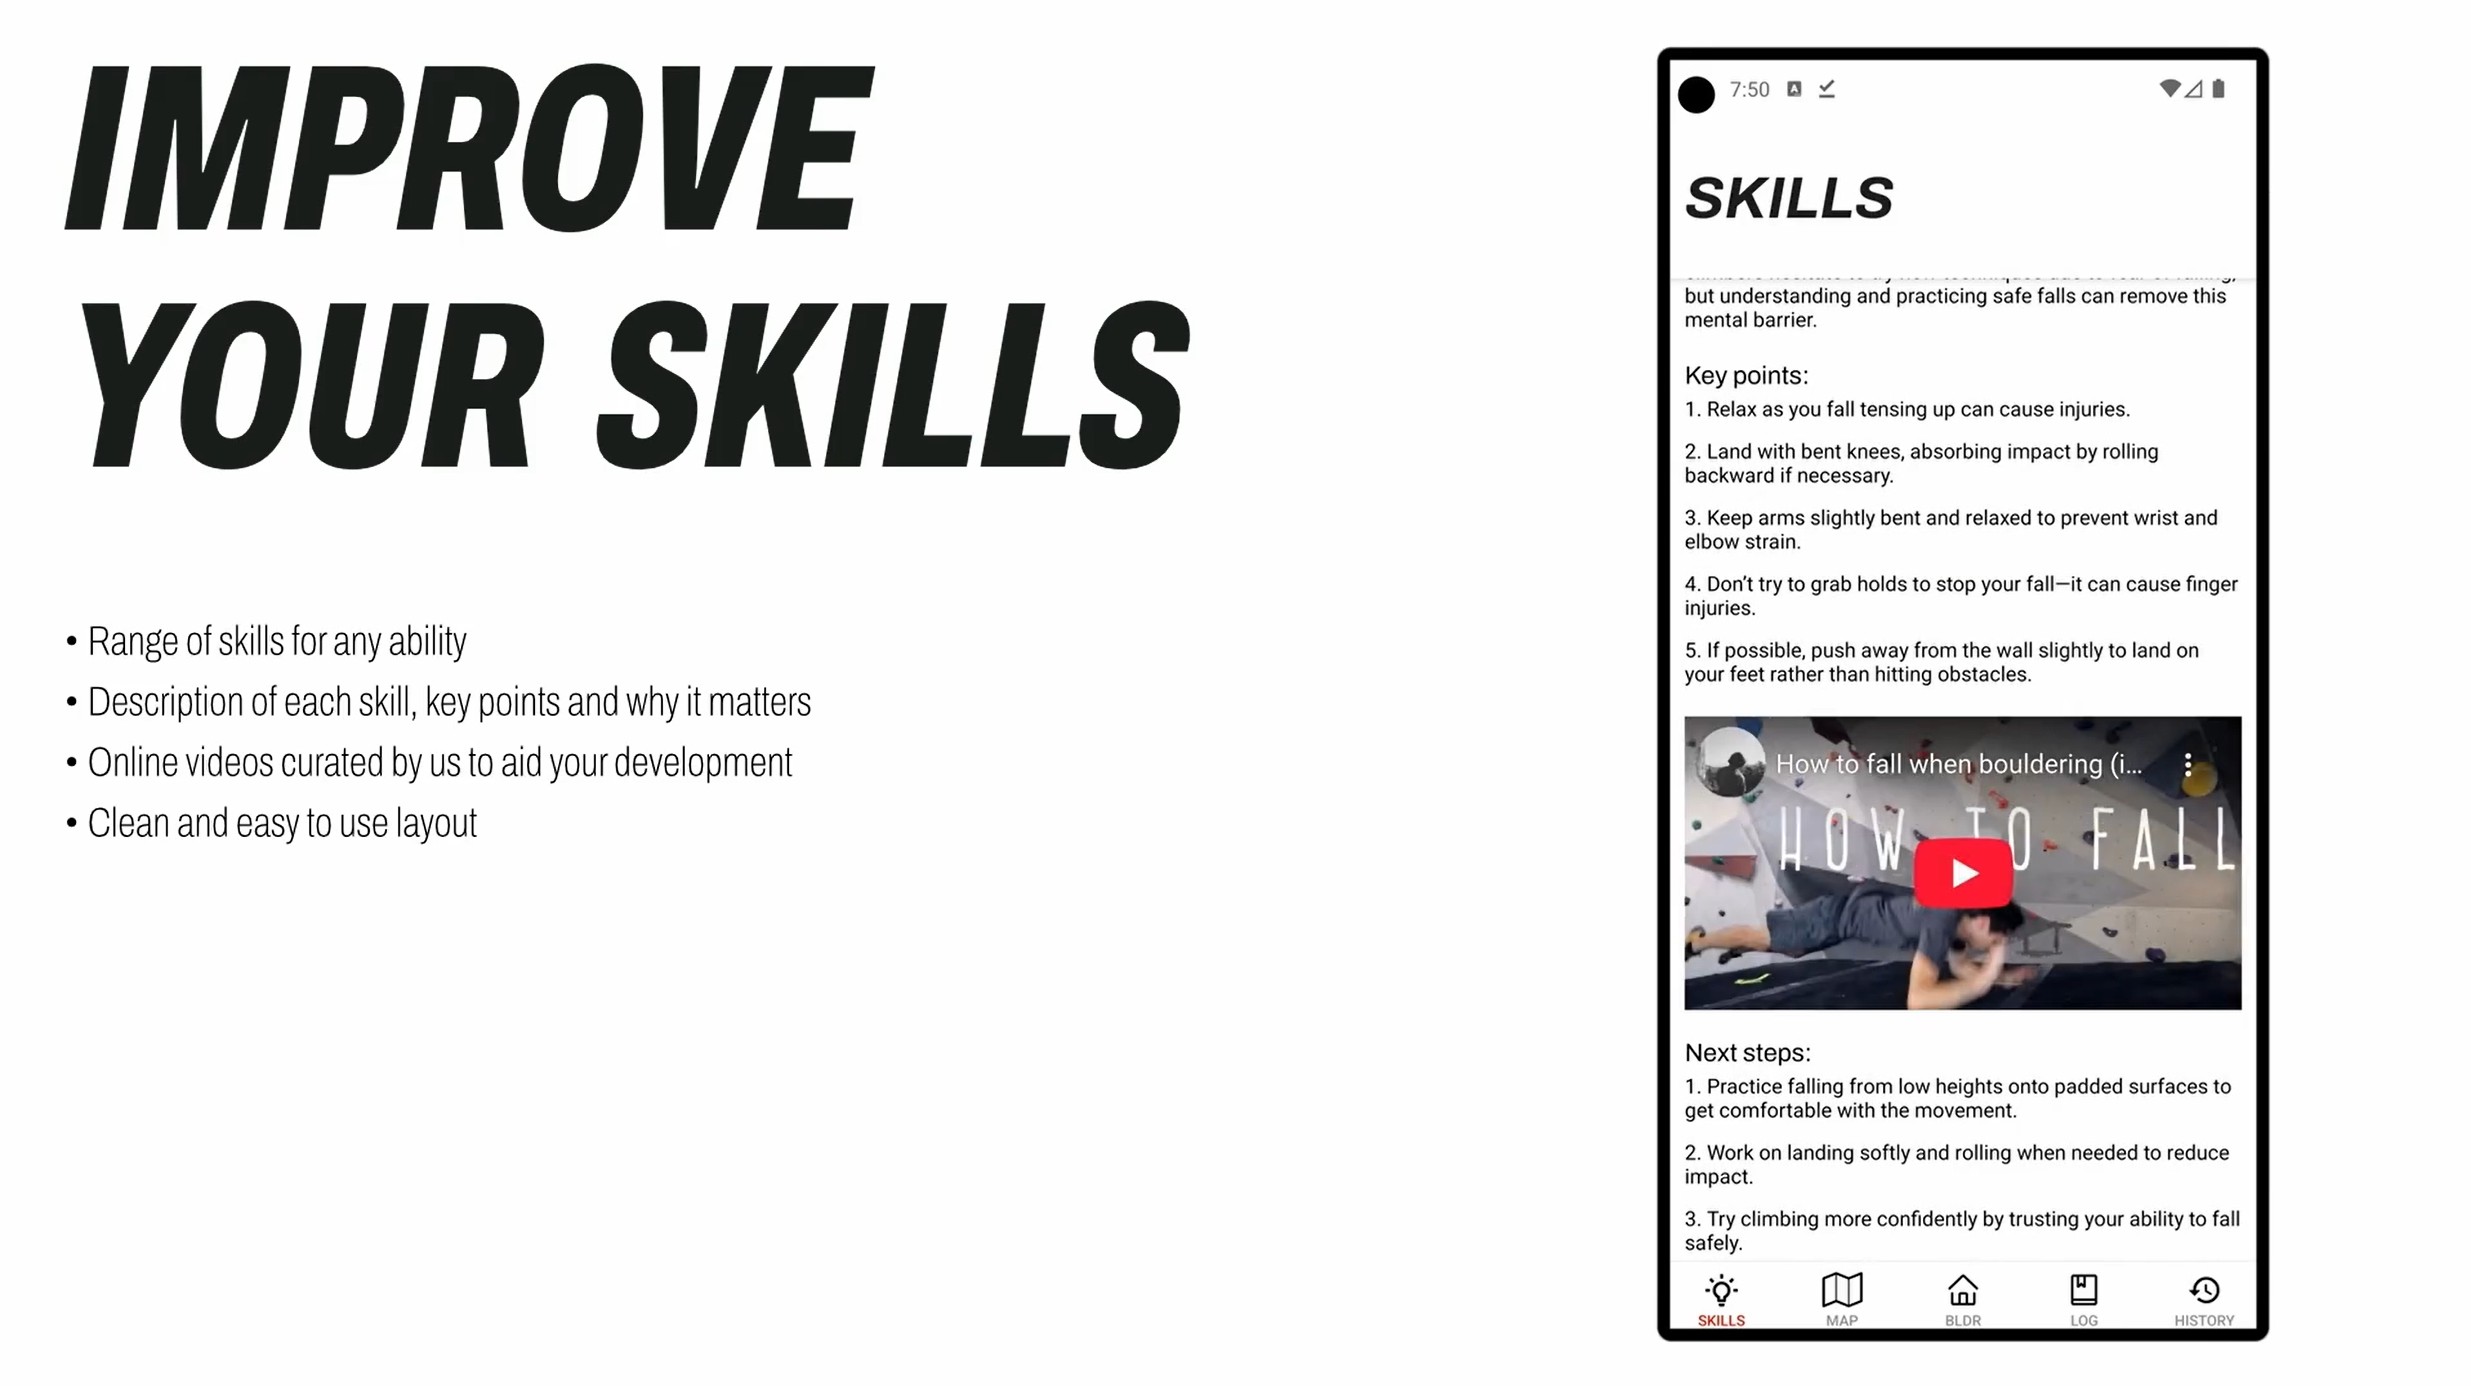 IMPROVE
YOUR SKILLS
• Range of skills for any ability
• Description of each skill, key points and why it matters
• Online videos curated by us to aid your development
• Clean and easy to use layout
7:50
SKILLS
but understanding and practicing safe falls can remove this
mental barrier.
Key points:
1. Relax as you fall tensing up can cause injuries.
2. Land with bent knees, absorbing impact by rolling
backward if necessary.
3. Keep arms slightly bent and relaxed to prevent wrist and
elbow strain.
4. Don’t try to grab holds to stop your fall—it can cause finger
injuries.
5. If possible, push away from the wall slightly to land on
your feet rather than hitting obstacles.
How to fall when bouldering (i...
HOW TO FALL
Next steps:
1. Practice falling from low heights onto padded surfaces to
get comfortable with the movement.
2. Work on landing softly and rolling when needed to reduce
impact.
3. Try climbing more confidently by trusting your ability to fall
safely.
SKILLS MAP BLDR LOG HISTORY